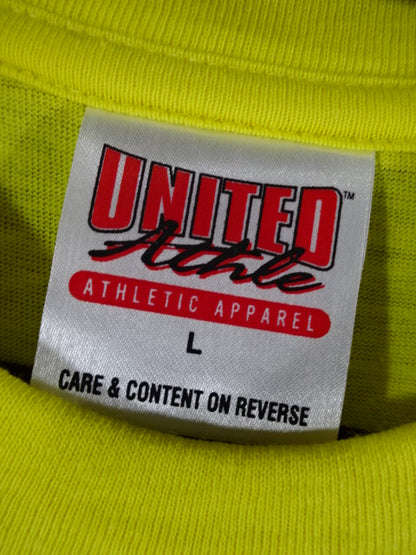 UNITED™
Athle
ATHLETIC APPAREL
L
CARE & CONTENT ON REVERSE